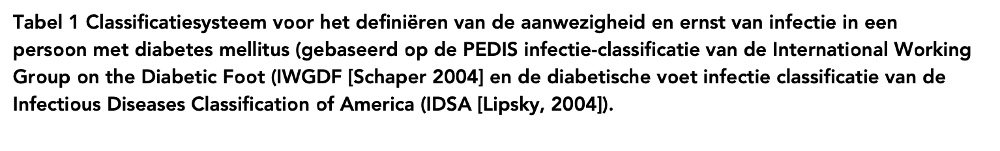 Tabel 1 Classificatiesysteem voor het definiëren van de aanwezigheid en ernst van infectie in een
persoon met diabetes mellitus (gebaseerd op de PEDIS infectie-classificatie van de International Working
Group on the Diabetic Foot (IWGDF [Schaper 2004] en de diabetische voet infectie classificatie van de
Infectious Diseases Classification of America (IDSA [Lipsky, 2004]).